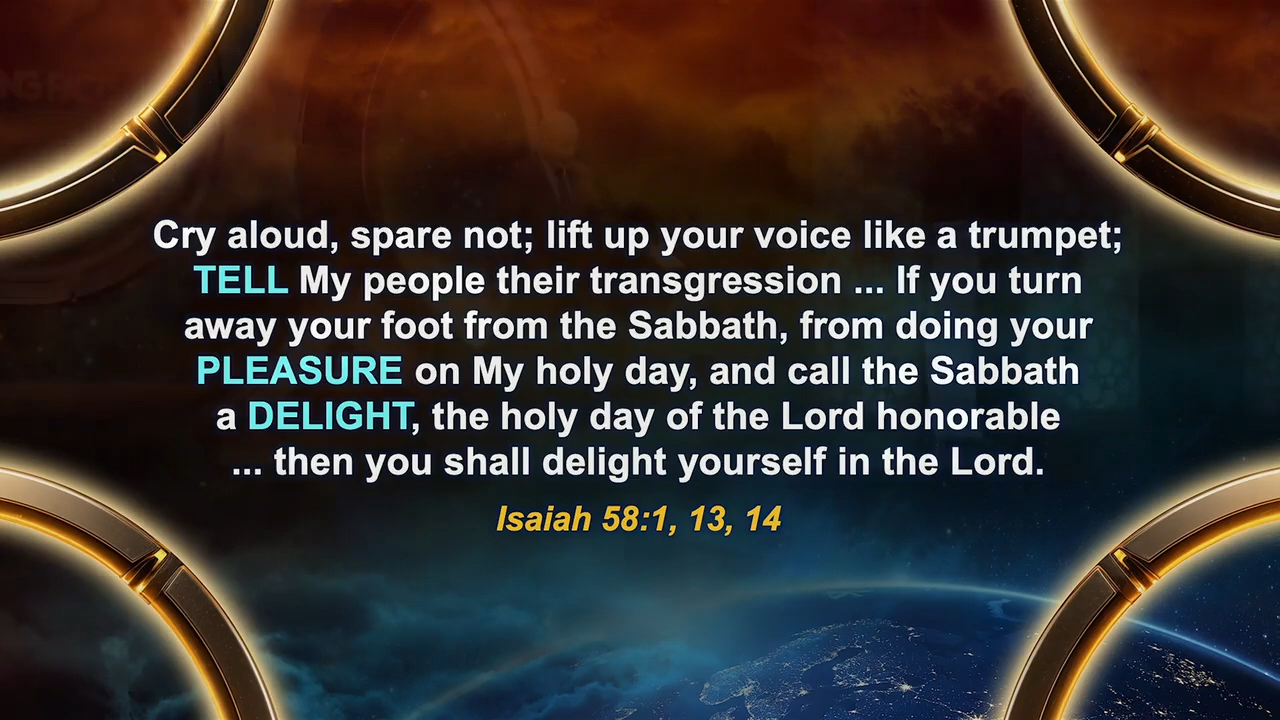 Cry aloud, spare not; lift up your voice like a trumpet;
TELL My people their transgression ... If you turn
away your foot from the Sabbath, from doing your
PLEASURE on My holy day, and call the Sabbath
a DELIGHT, the holy day of the Lord honorable
... then you shall delight yourself in the Lord.
Isaiah 58:1, 13, 14